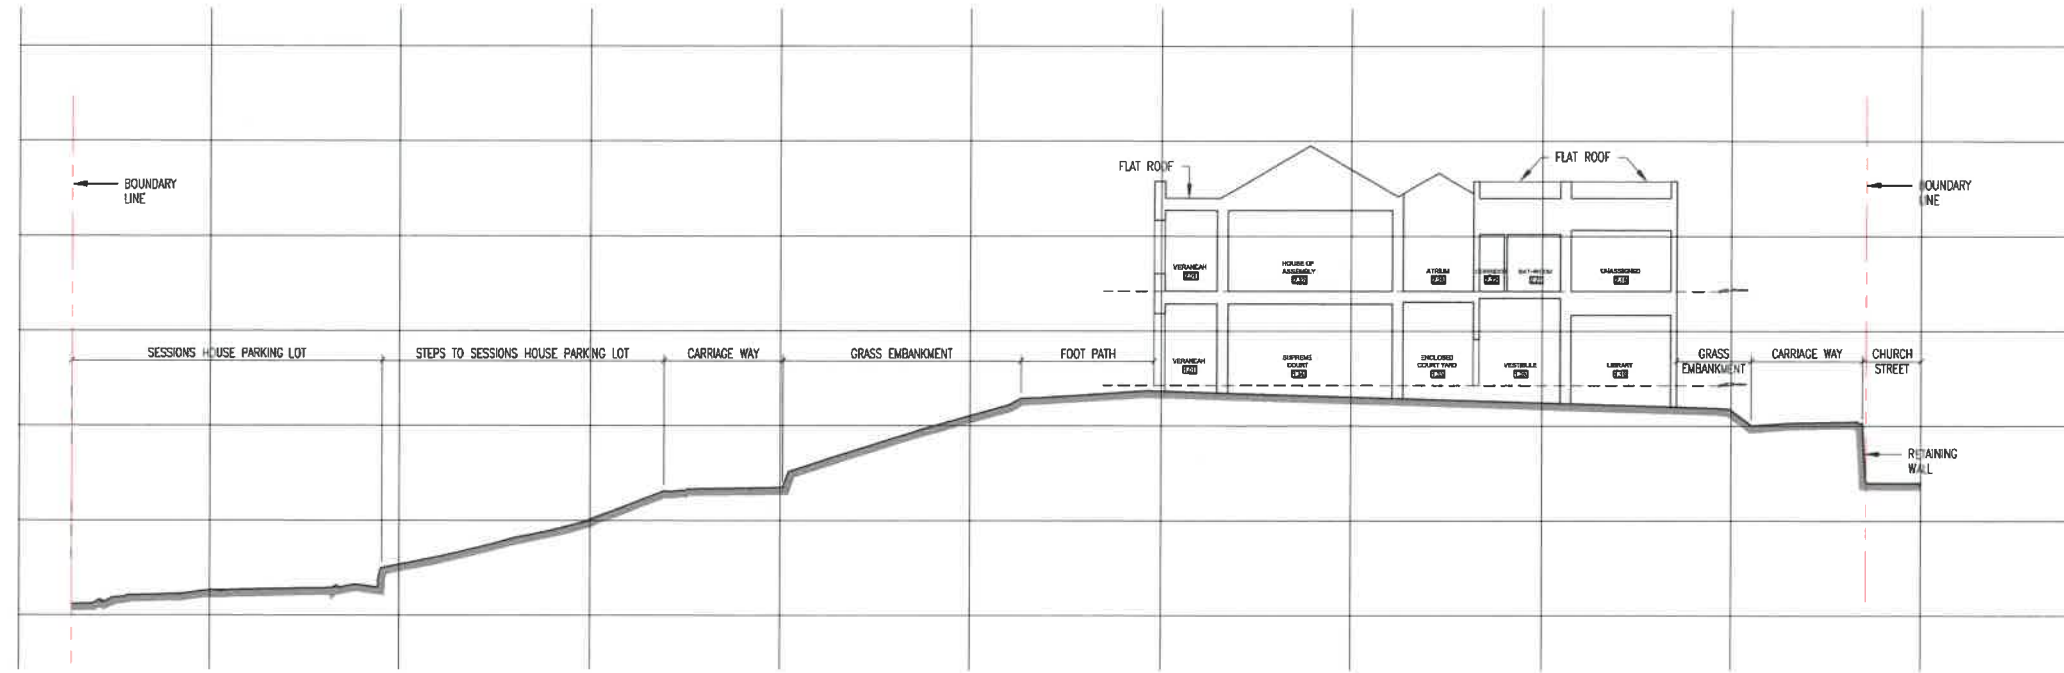 FLAT ROOF
FLAT ROOF
BOUNDARY
LINE
BOUNDARY
LINE
VERANDAH
HOUSE OF
ASSEMBLY
ATRIUM
UNASSIGNED
SESSIONS HOUSE PARKING LOT
STEPS TO SESSIONS HOUSE PARKING LOT
CARRIAGE WAY
GRASS EMBANKMENT
FOOT PATH
VERANDAH
SUPREME
COURT
ENCLOSED
COURT YARD
VESTIBULE
LIBRARY
GRASS
EMBANKMENT
CARRIAGE WAY
CHURCH
STREET
RETAINING
WALL